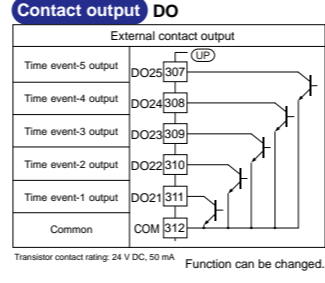 Contact output DO
External contact output
UP
Time event-5 output DO25 307
Time event-4 output DO24 308
Time event-3 output DO23 309
Time event-2 output DO22 310
Time event-1 output DO21 311
Common COM 312
Transistor contact rating: 24 V DC, 50 mA Function can be changed.